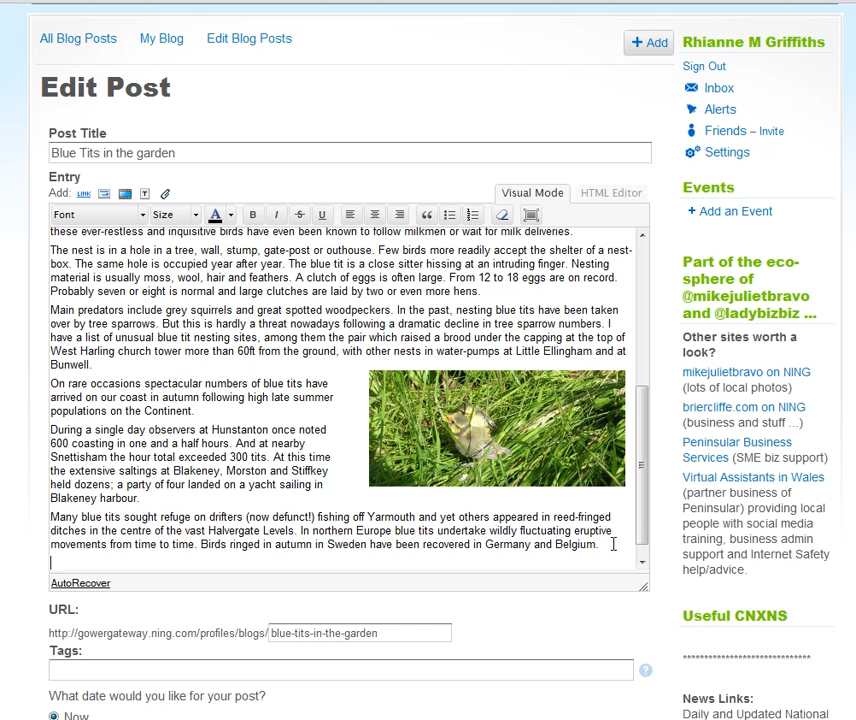 All Blog Posts My Blog Edit Blog Posts
+ Add
Edit Post
Post Title
Blue Tits in the garden
Entry
Add: LINK T
Visual Mode HTML Editor
Font Size A B I S U
these ever-restless and inquisitive birds have even been known to follow milkmen or wait for milk deliveries.
The nest is in a hole in a tree, wall, stump, gate-post or outhouse. Few birds more readily accept the shelter of a nest-
box. The same hole is occupied year after year. The blue tit is a close sitter hissing at an intruding finger. Nesting
material is usually moss, wool, hair and feathers. A clutch of eggs is often large. From 12 to 18 eggs are on record.
Probably seven or eight is normal and large clutches are laid by two or even more hens.
Main predators include grey squirrels and great spotted woodpeckers. In the past, nesting blue tits have been taken
over by tree sparrows. But this is hardly a threat nowadays following a dramatic decline in tree sparrow numbers. I
have a list of unusual blue tit nesting sites, among them the pair which raised a brood under the capping at the top of
West Harling church tower more than 60ft from the ground, with other nests in water-pumps at Little Ellingham and at
Bunwell.
On rare occasions spectacular numbers of blue tits have
arrived on our coast in autumn following high late summer
populations on the Continent.
During a single day observers at Hunstanton once noted
600 coasting in one and a half hours. And at nearby
Snettisham the hour total exceeded 300 tits. At this time
the extensive saltings at Blakeney, Morston and Stiffkey
held dozens; a party of four landed on a yacht sailing in
Blakeney harbour.
Many blue tits sought refuge on drifters (now defunct!) fishing off Yarmouth and yet others appeared in reed-fringed
ditches in the centre of the vast Halvergate Levels. In northern Europe blue tits undertake wildly fluctuating eruptive
movements from time to time. Birds ringed in autumn in Sweden have been recovered in Germany and Belgium.
AutoRecover
URL:
http://gowergateway.ning.com/profiles/blogs/ blue-tits-in-the-garden
Tags:
?
What date would you like for your post?
Now
Rhianne M Griffiths
Sign Out
Inbox
Alerts
Friends – Invite
Settings
Events
+ Add an Event
Part of the eco-
sphere of
@mikejulietbravo
and @ladybizbiz ...
Other sites worth a
look?
mikejulietbravo on NING
(lots of local photos)
briercliffe.com on NING
(business and stuff ...)
Peninsular Business
Services (SME biz support)
Virtual Assistants in Wales
(partner business of
Peninsular) providing local
people with social media
training, business admin
support and Internet Safety
help/advice.
Useful CNXNS
******************************
News Links:
Daily and Updated National